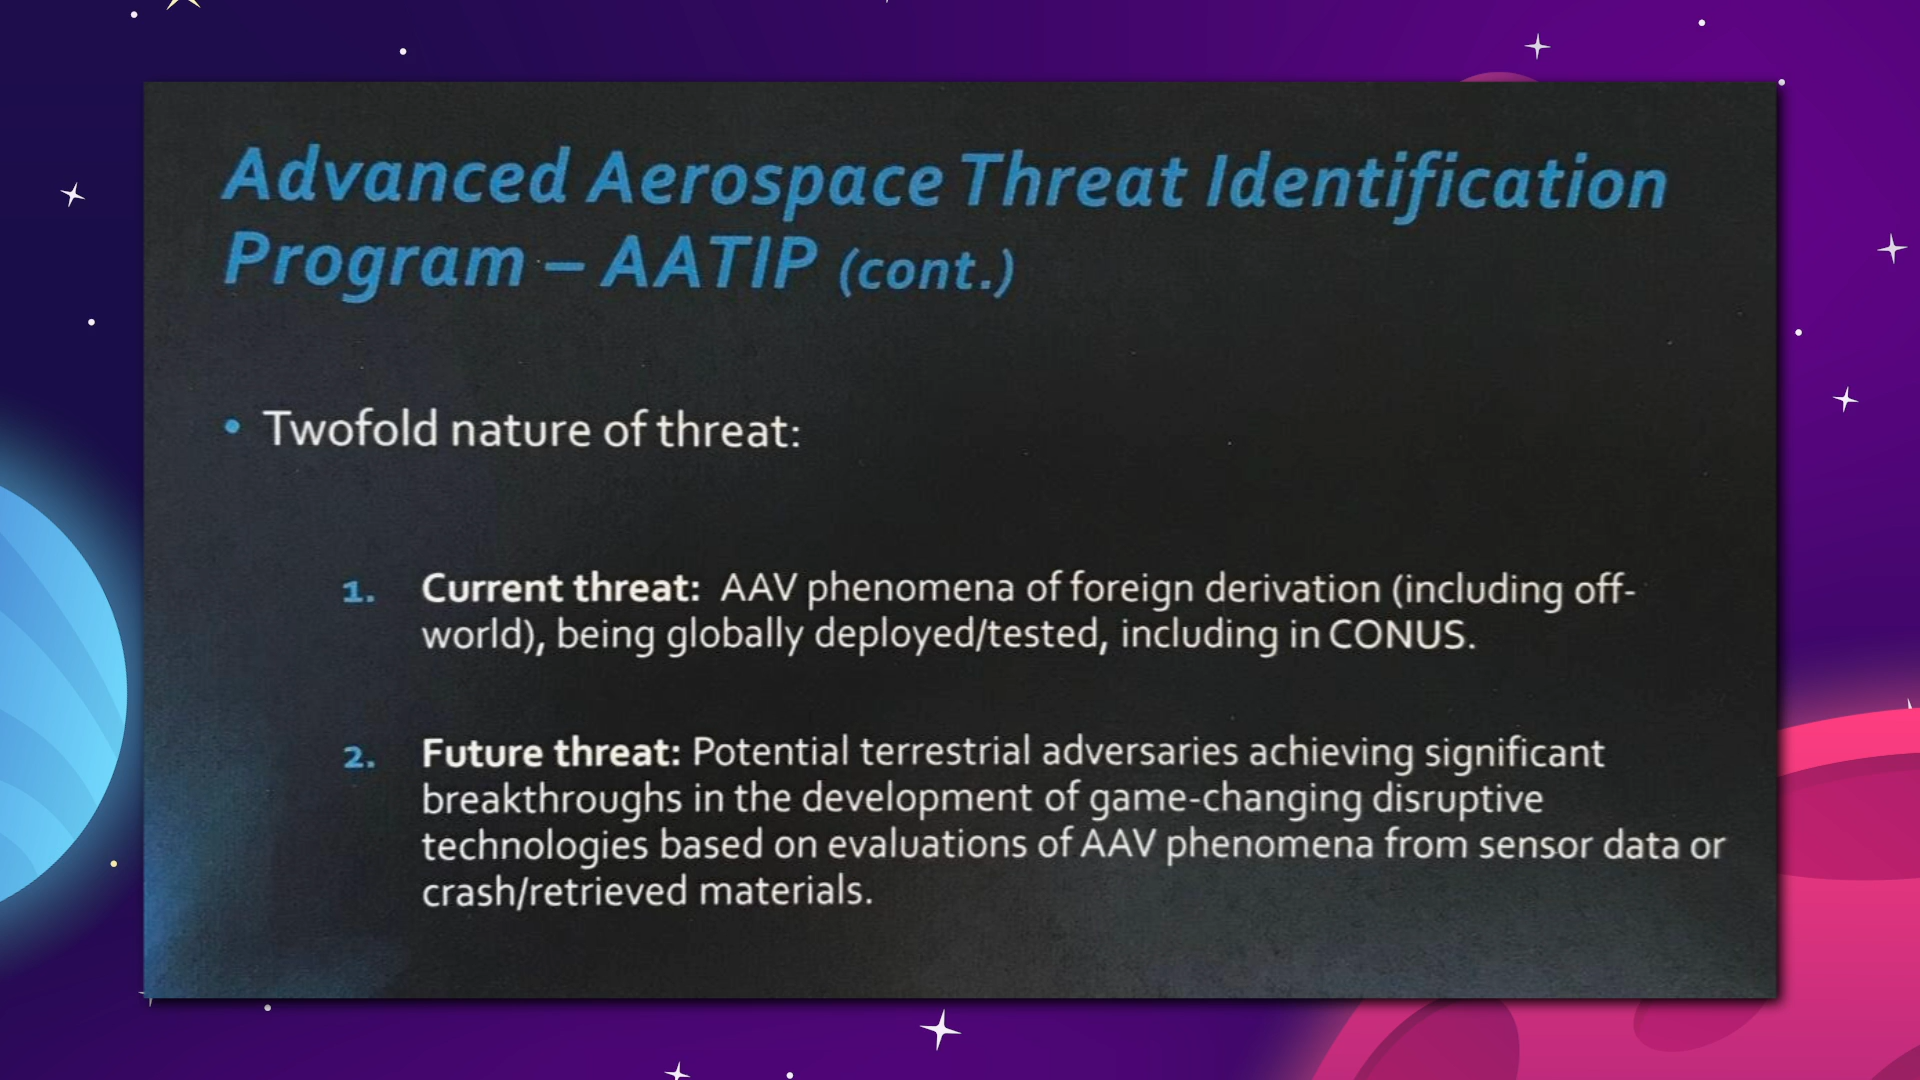 Advanced Aerospace Threat Identification
Program – AATIP (cont.)
• Twofold nature of threat:
1. Current threat:  AAV phenomena of foreign derivation (including off-
world), being globally deployed/tested, including in CONUS.
2. Future threat: Potential terrestrial adversaries achieving significant
breakthroughs in the development of game-changing disruptive
technologies based on evaluations of AAV phenomena from sensor data or
crash/retrieved materials.